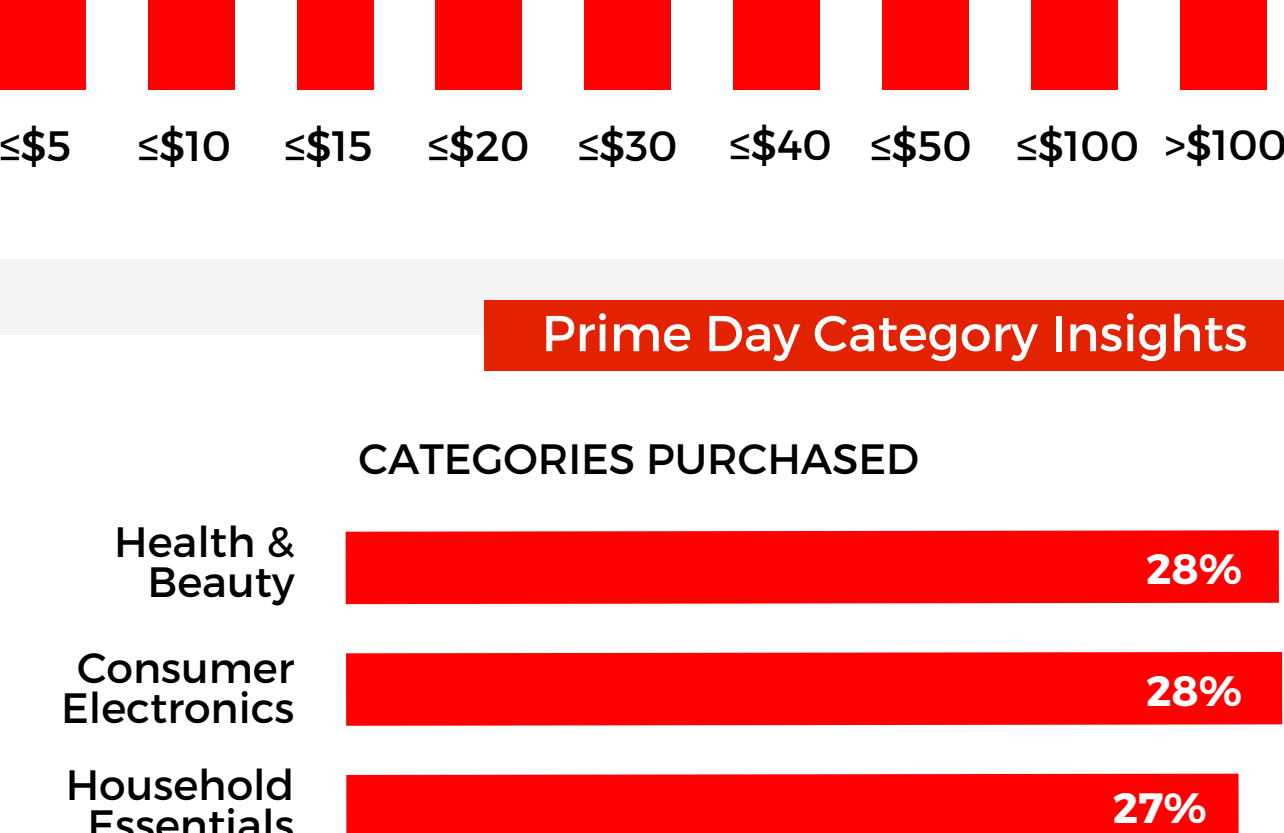 ≤$5 ≤$10 ≤$15 ≤$20 ≤$30 ≤$40 ≤$50 ≤$100 >$100
Prime Day Category Insights
CATEGORIES PURCHASED
Health &
Beauty
28%
Consumer
Electronics
28%
Household
Essentials
27%